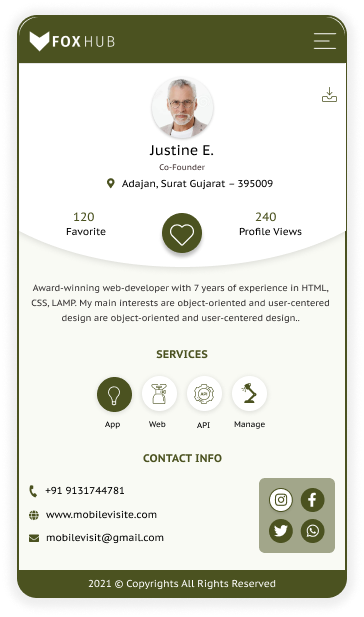 FOXHUB
Justine E.
Co-Founder
Adajan, Surat Gujarat – 395009
120
Favorite
240
Profile Views
Award-winning web-developer with 7 years of experience in HTML,
CSS, LAMP. My main interests are object-oriented and user-centered
design are object-oriented and user-centered design..
SERVICES
App
Web
API
API
Manage
CONTACT INFO
+91 9131744781
www.mobilevisite.com
mobilevisit@gmail.com
2021 © Copyrights All Rights Reserved